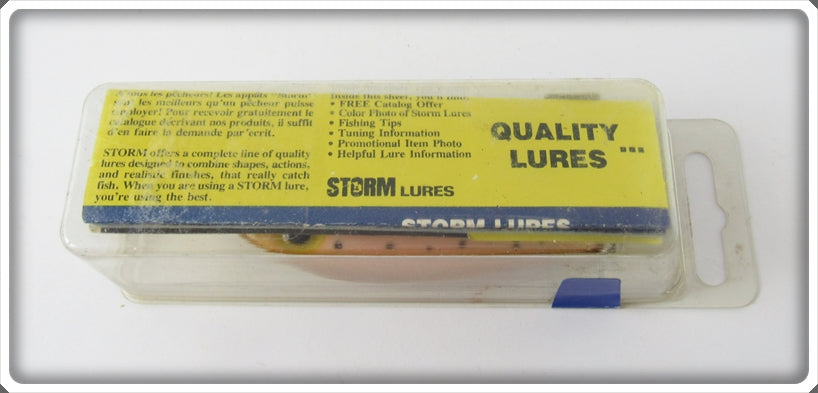 tous les pêcheurs! Les appâts "Storm"
les meilleurs qu'un pêcheur puisse
employer! Pour recevoir gratuitement le
catalogue décrivant nos produits, il suffit
d'en faire la demande par écrit.
STORM offers a complete line of quality
lures designed to combine shapes, actions,
and realistic finishes, that really catch
fish. When you are using a STORM lure,
you're using the best.
Inside this sheet, you'll find:
• FREE Catalog Offer
• Color Photo of Storm Lures
• Fishing Tips
• Tuning Information
• Promotional Item Photo
• Helpful Lure Information
STORM LURES
QUALITY
LURES
STORM LURES